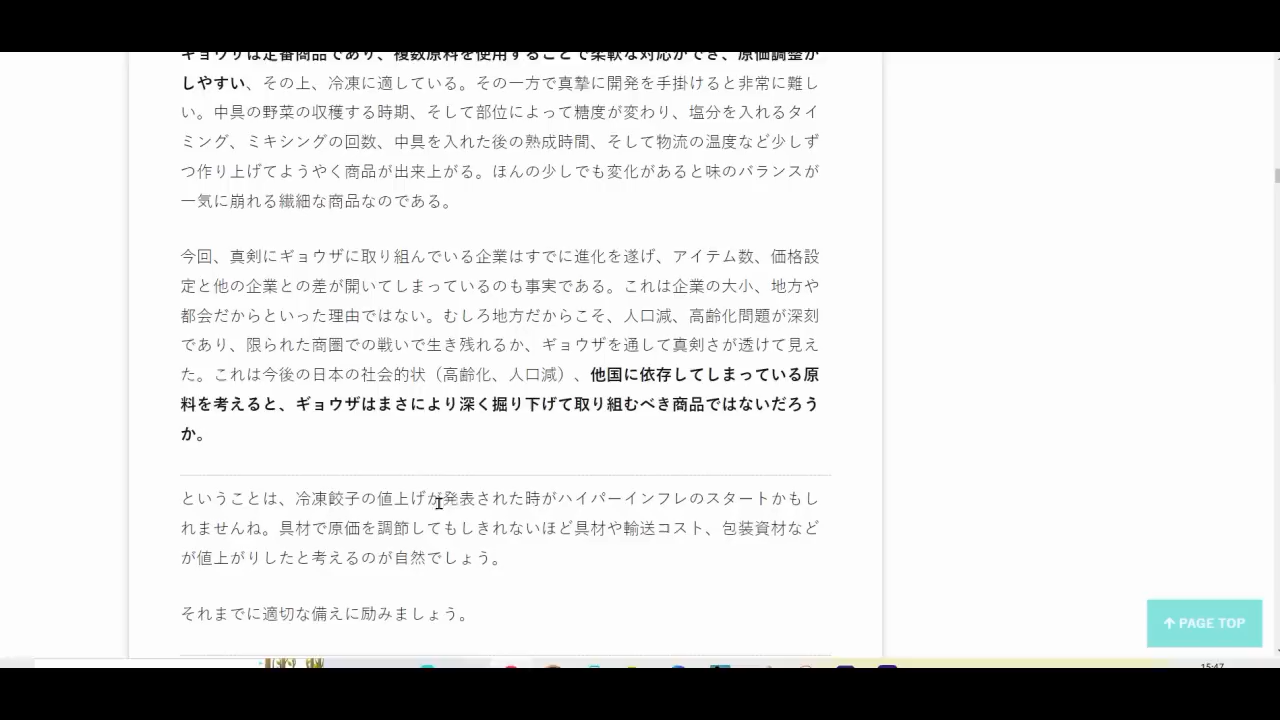 ギョウザは定番商品であり、複数原料を使用することで柔軟な対応ができ、原価調整が
しやすい、その上、冷凍に適している。その一方で真摯に開発を手掛けると非常に難し
い。中具の野菜の収穫する時期、そして部位によって糖度が変わり、塩分を入れるタイ
ミング、ミキシングの回数、中具を入れた後の熟成時間、そして物流の温度など少しず
つ作り上げてようやく商品が出来上がる。ほんの少しでも変化があると味のバランスが
一気に崩れる繊細な商品なのである。
今回、真剣にギョウザに取り組んでいる企業はすでに進化を遂げ、アイテム数、価格設
定と他の企業との差が開いてしまっているのも事実である。これは企業の大小、地方や
都会だからといった理由ではない。むしろ地方だからこそ、人口減、高齢化問題が深刻
であり、限られた商圏での戦いで生き残れるか、ギョウザを通して真剣さが透けて見え
た。これは今後の日本の社会的状（高齢化、人口減）、他国に依存してしまっている原
料を考えると、ギョウザはまさにより深く掘り下げて取り組むべき商品ではないだろう
か。
ということは、冷凍餃子の値上げが発表された時がハイパーインフレのスタートかもし
れませんね。具材で原価を調節してもしきれないほど具材や輸送コスト、包装資材など
が値上がりしたと考えるのが自然でしょう。
それまでに適切な備えに励みましょう。
↑ PAGE TOP
15:47